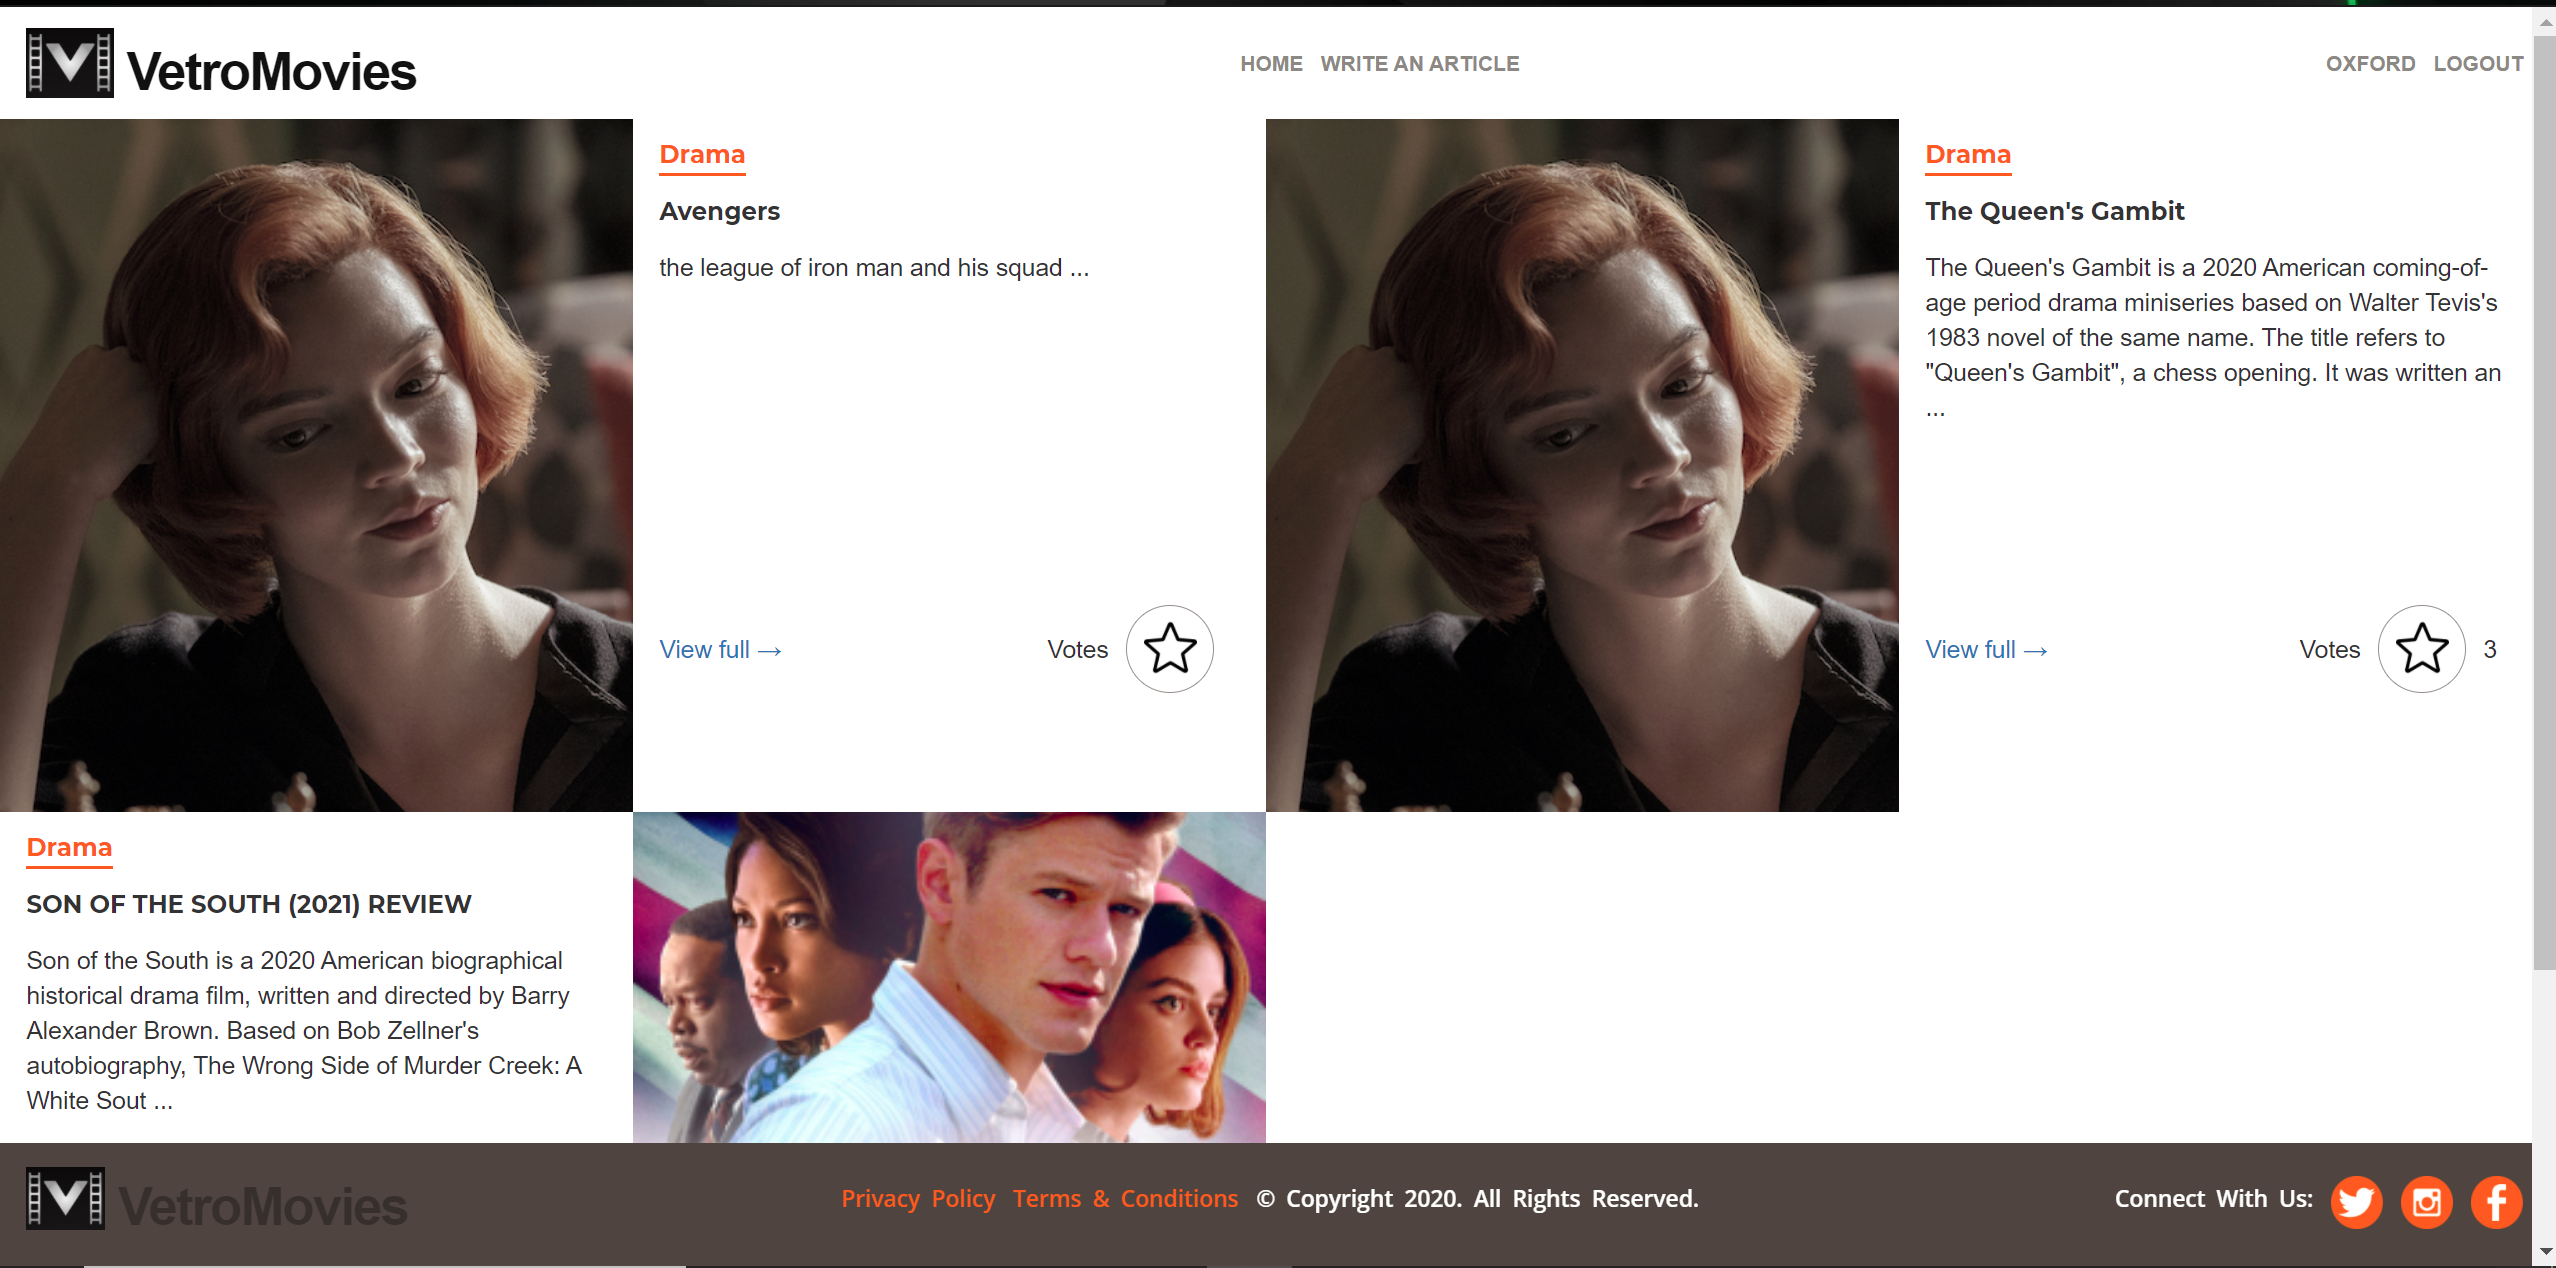 VetroMovies
HOME WRITE AN ARTICLE
OXFORD LOGOUT
Drama
Avengers
the league of iron man and his squad ...
View full →
Votes
Drama
The Queen's Gambit
The Queen's Gambit is a 2020 American coming-of-
age period drama miniseries based on Walter Tevis's
1983 novel of the same name. The title refers to
"Queen's Gambit", a chess opening. It was written an
...
View full →
Votes 3
Drama
SON OF THE SOUTH (2021) REVIEW
Son of the South is a 2020 American biographical
historical drama film, written and directed by Barry
Alexander Brown. Based on Bob Zellner's
autobiography, The Wrong Side of Murder Creek: A
White Sout ...
VetroMovies
Privacy Policy Terms & Conditions © Copyright 2020. All Rights Reserved.
Connect With Us: